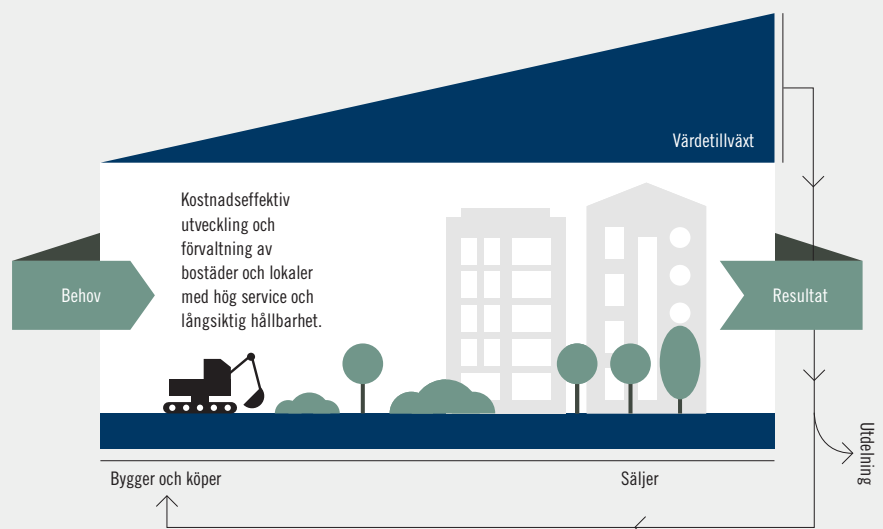 Värdetillväxt
Kostnadseffektiv
utveckling och
förvaltning av
bostäder och lokaler
med hög service och
långsiktig hållbarhet.
Behov
Resultat
Utdelning
Bygger och köper
Säljer